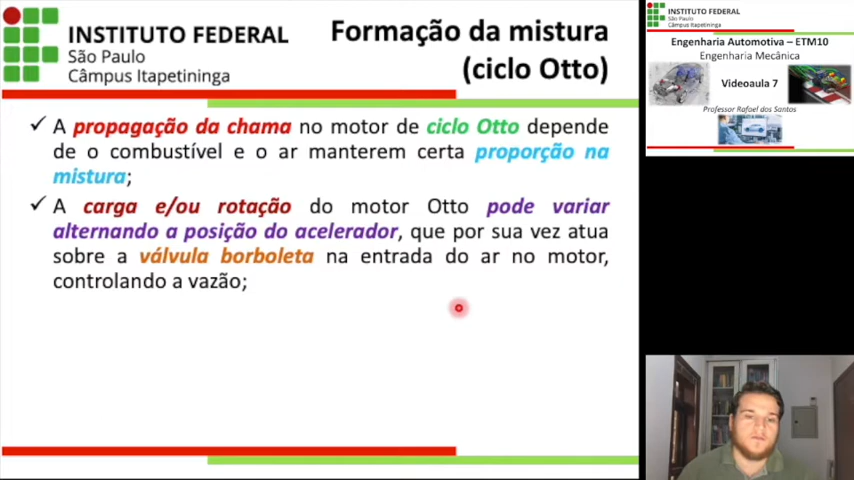 INSTITUTO FEDERAL
São Paulo
Câmpus Itapetininga
Formação da mistura
(ciclo Otto)
A propagação da chama no motor de ciclo Otto depende
de o combustível e o ar manterem certa proporção na
mistura;
A carga e/ou rotação do motor Otto pode variar
alternando a posição do acelerador, que por sua vez atua
sobre a válvula borboleta na entrada do ar no motor,
controlando a vazão;
INSTITUTO FEDERAL
São Paulo
Câmpus Itapetininga
Engenharia Automotiva – ETM10
Engenharia Mecânica
Videoaula 7
Professor Rafael dos Santos